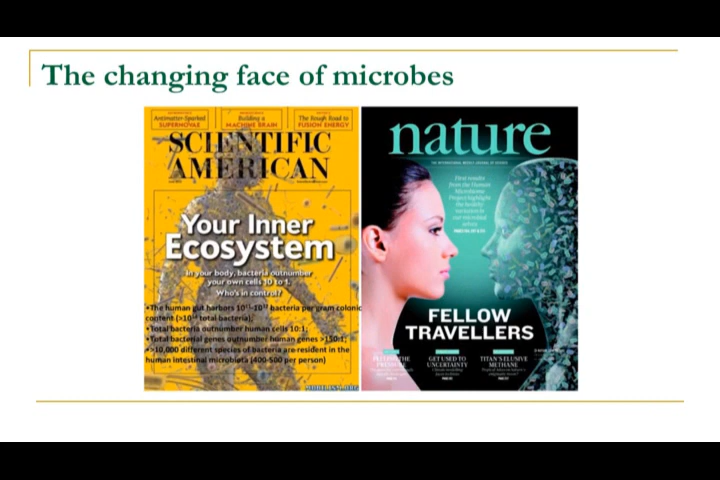 The changing face of microbes
Antimatter-Sparked
SUPERNOVAE
Building a
MACHINE BRAIN
The Rough Road to
FUSION ENERGY
SCIENTIFIC
AMERICAN
Your Inner
Ecosystem
In your body, bacteria outnumber
your own cells 10 to 1.
Who's in control?
•The human gut harbors 10¹¹-10¹² bacteria per gram colonic
content (>10¹⁴ total bacteria);
•Total bacteria outnumber human cells 10:1;
•Total bacterial genes outnumber human genes >150:1;
•>10,000 different species of bacteria are resident in the
human intestinal microbiota (400-500 per person)
nature
THE INTERNATIONAL WEEKLY JOURNAL OF SCIENCE
First results
from the Human
Microbiome
Project highlight
the healthy
variation in
our microbial
selves
FELLOW
TRAVELLERS
GET USED TO
UNCERTAINTY
TITAN'S ELUSIVE
METHANE